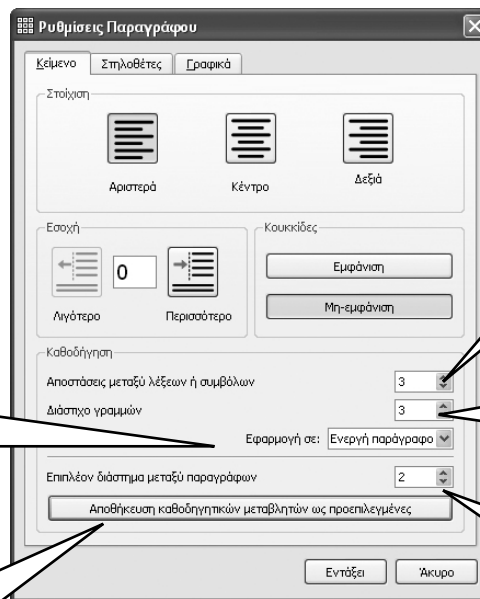 Ρυθμίσεις Παραγράφου
Κείμενο Στηλοθέτες Γραφικά
Στοίχιση
Αριστερά Κέντρο Δεξιά
Εσοχή Κουκκίδες
0 Εμφάνιση
Λιγότερο Περισσότερο Μη-εμφάνιση
Καθοδήγηση
Αποστάσεις μεταξύ λέξεων ή συμβόλων 3
Διάστιχο γραμμών 3
Εφαρμογή σε: Ενεργή παράγραφο
Επιπλέον διάστημα μεταξύ παραγράφων 2
Αποθήκευση καθοδηγητικών μεταβλητών ως προεπιλεγμένες
Εντάξει Άκυρο